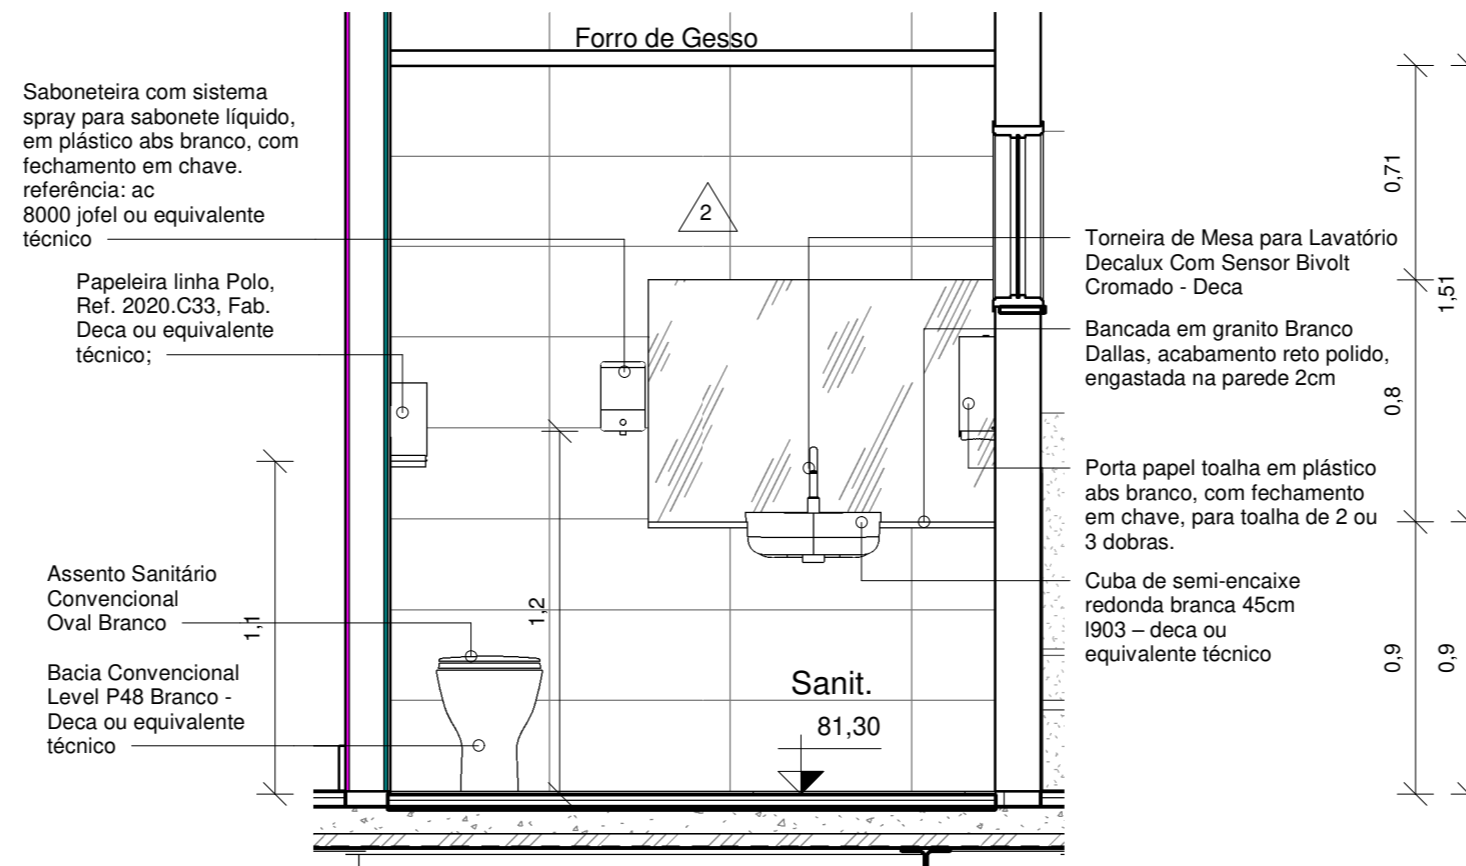 Forro de Gesso
Saboneteira com sistema
spray para sabonete líquido,
em plástico abs branco, com
fechamento em chave.
referência: ac
8000 jofel ou equivalente
técnico
Papeleira linha Polo,
Ref. 2020.C33, Fab.
Deca ou equivalente
técnico;
Assento Sanitário
Convencional
Oval Branco
Bacia Convencional
Level P48 Branco -
Deca ou equivalente
técnico
1,1
1,2
2
Sanit.
81,30
Torneira de Mesa para Lavatório
Decalux Com Sensor Bivolt
Cromado - Deca
Bancada em granito Branco
Dallas, acabamento reto polido,
engastada na parede 2cm
Porta papel toalha em plástico
abs branco, com fechamento
em chave, para toalha de 2 ou
3 dobras.
Cuba de semi-encaixe
redonda branca 45cm
l903 – deca ou
equivalente técnico
0,71
0,8
0,9
1,51
0,9